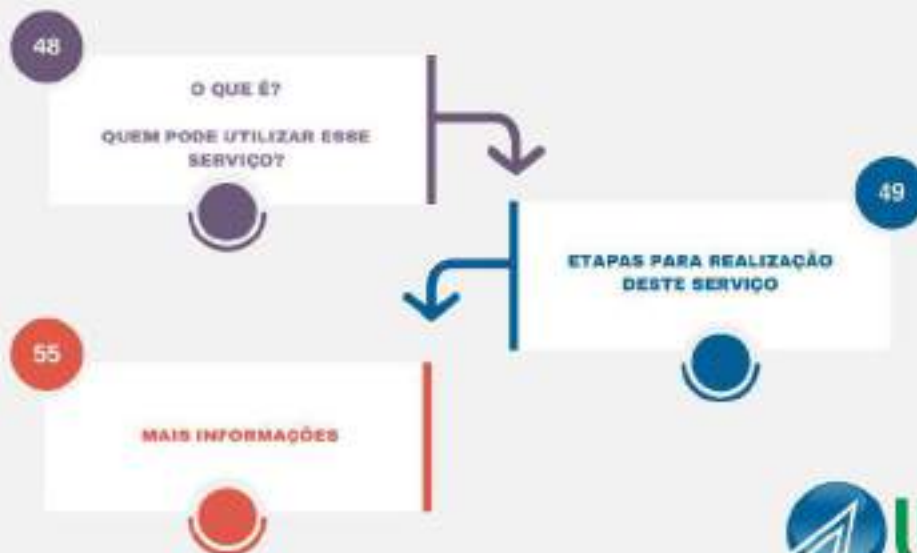 48
O QUE É?
QUEM PODE UTILIZAR ESSE
SERVIÇO?
49
ETAPAS PARA REALIZAÇÃO
DESTE SERVIÇO
55
MAIS INFORMAÇÕES